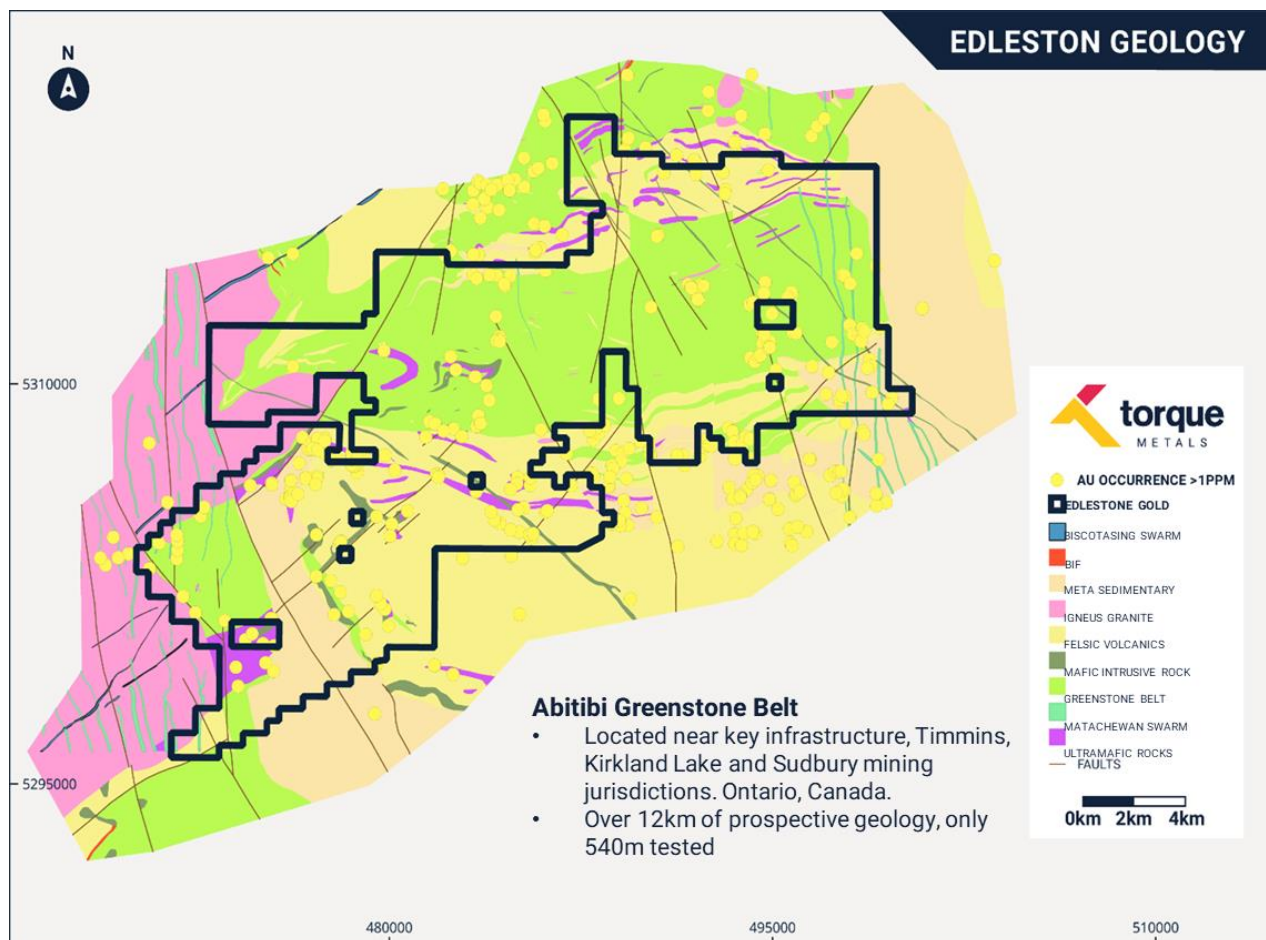 EDLESTON GEOLOGY
N
5310000
torque
METALS
AU OCCURRENCE >1PPM
EDLESTONE GOLD
BISCOTASING SWARM
BIF
META SEDIMENTARY
IGNEUS GRANITE
FELSIC VOLCANICS
MAFIC INTRUSIVE ROCK
GREENSTONE BELT
MATACHEWAN SWARM
ULTRAMAFIC ROCKS
FAULTS
0km 2km 4km
Abitibi Greenstone Belt
• Located near key infrastructure, Timmins,
Kirkland Lake and Sudbury mining
jurisdictions. Ontario, Canada.
• Over 12km of prospective geology, only
540m tested
5295000
480000 495000 510000